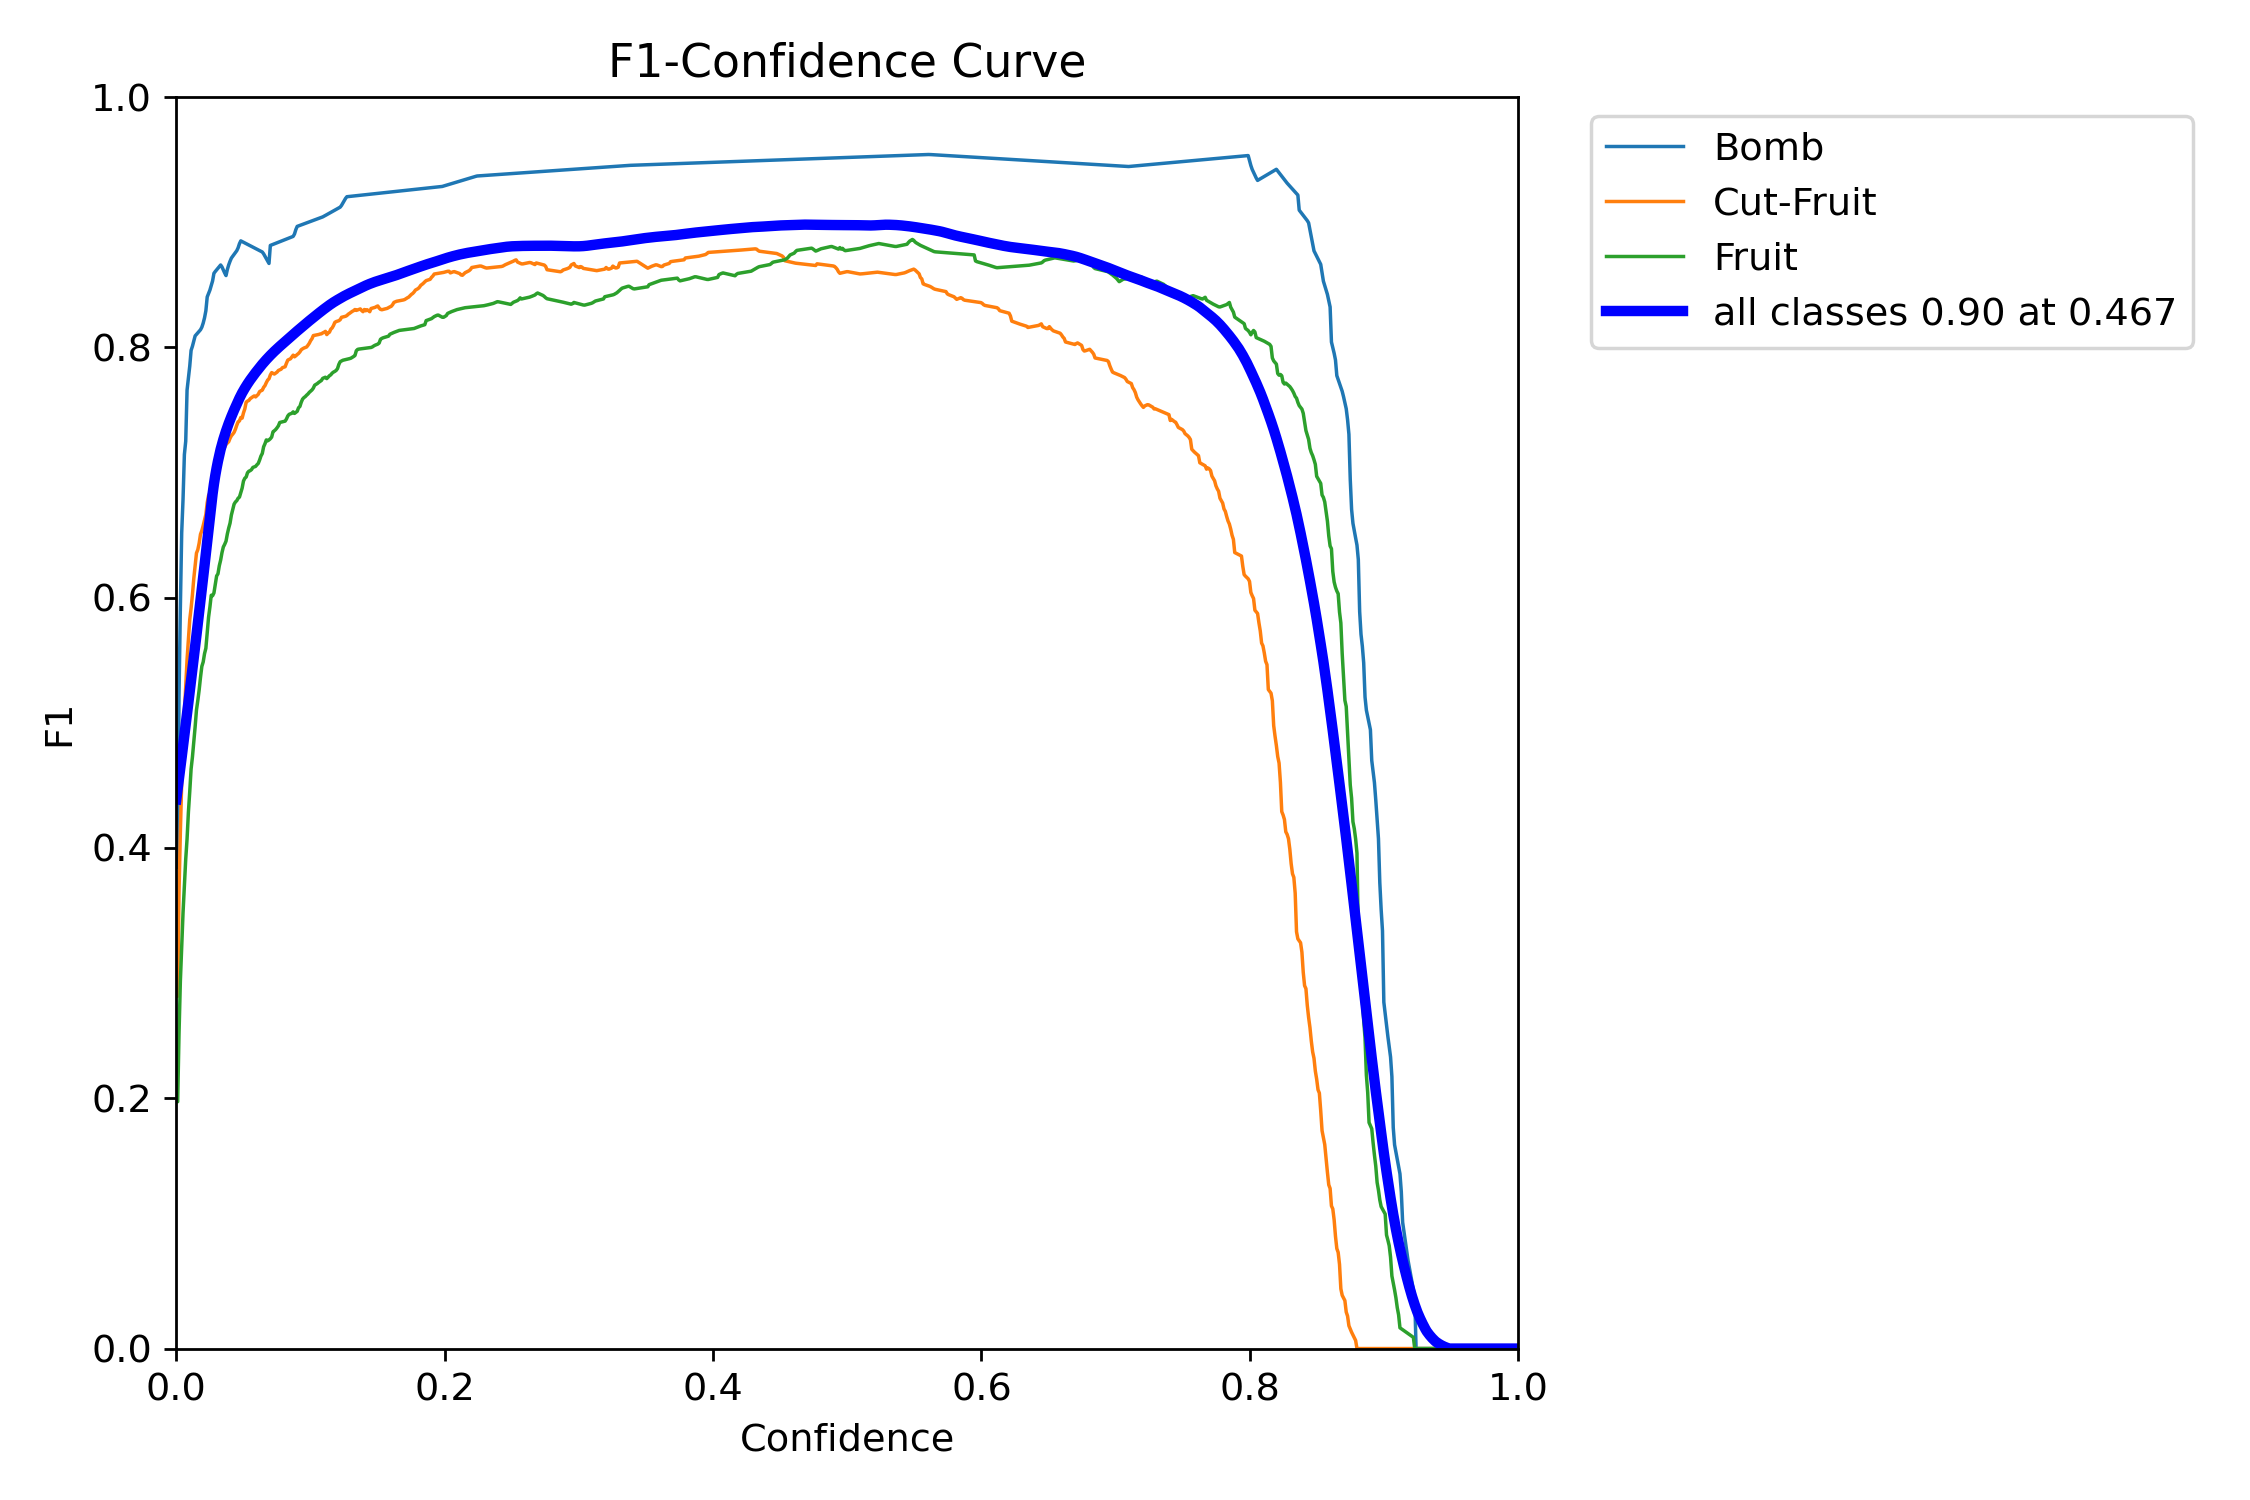 F1-Confidence Curve
1.0
0.8
0.6
0.4
0.2
0.0
F1
0.0 0.2 0.4 0.6 0.8 1.0
Confidence
Bomb
Cut-Fruit
Fruit
all classes 0.90 at 0.467